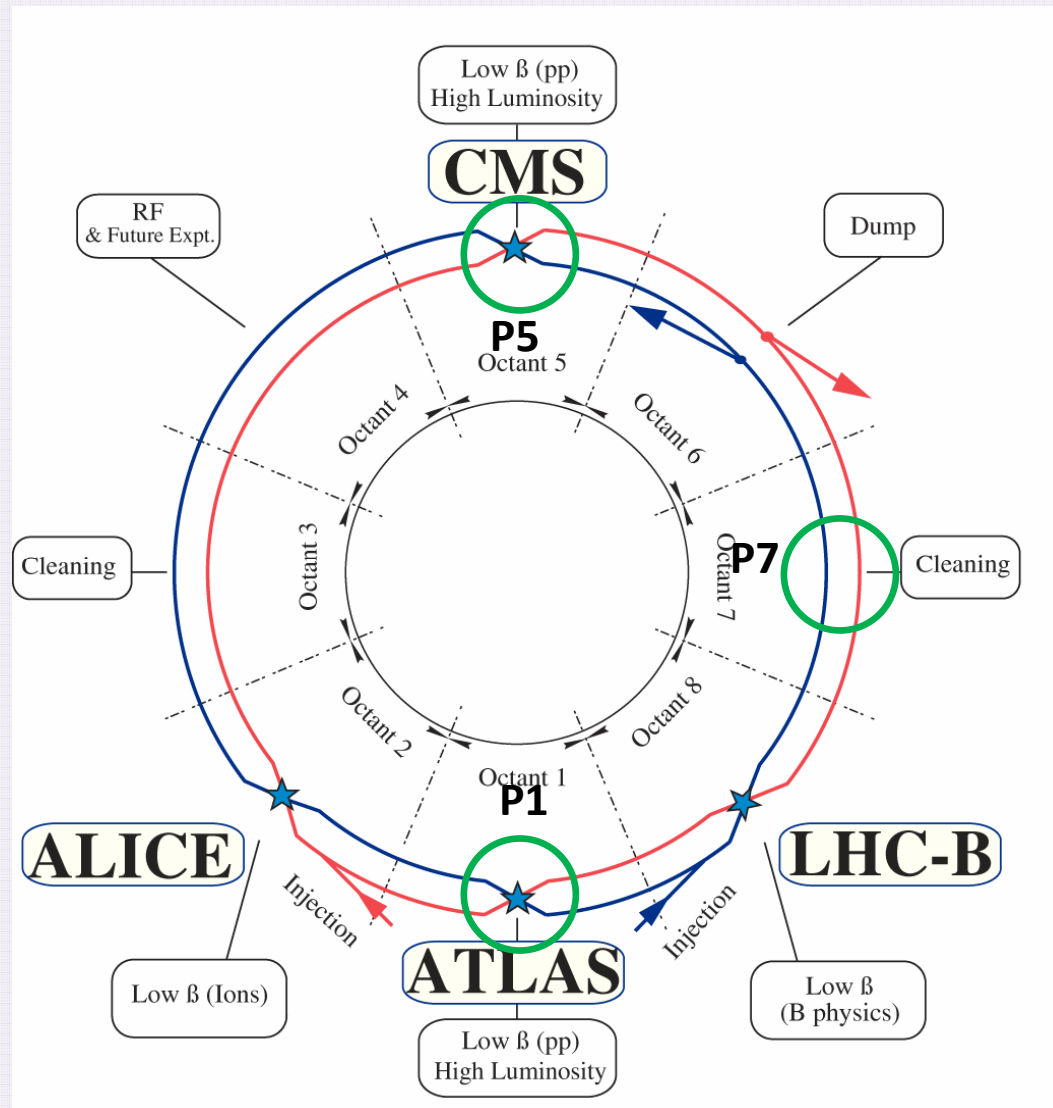 Low ß (pp)
High Luminosity
CMS
RF
& Future Expt.
Dump
P5
Octant 5
Octant 4
Octant 6
Cleaning
Octant 3
P7
Octant 7
Cleaning
Octant 2
Octant 8
Octant 1
P1
ALICE
LHC-B
Injection
Injection
ATLAS
Low ß (Ions)
Low ß
(B physics)
Low ß (pp)
High Luminosity